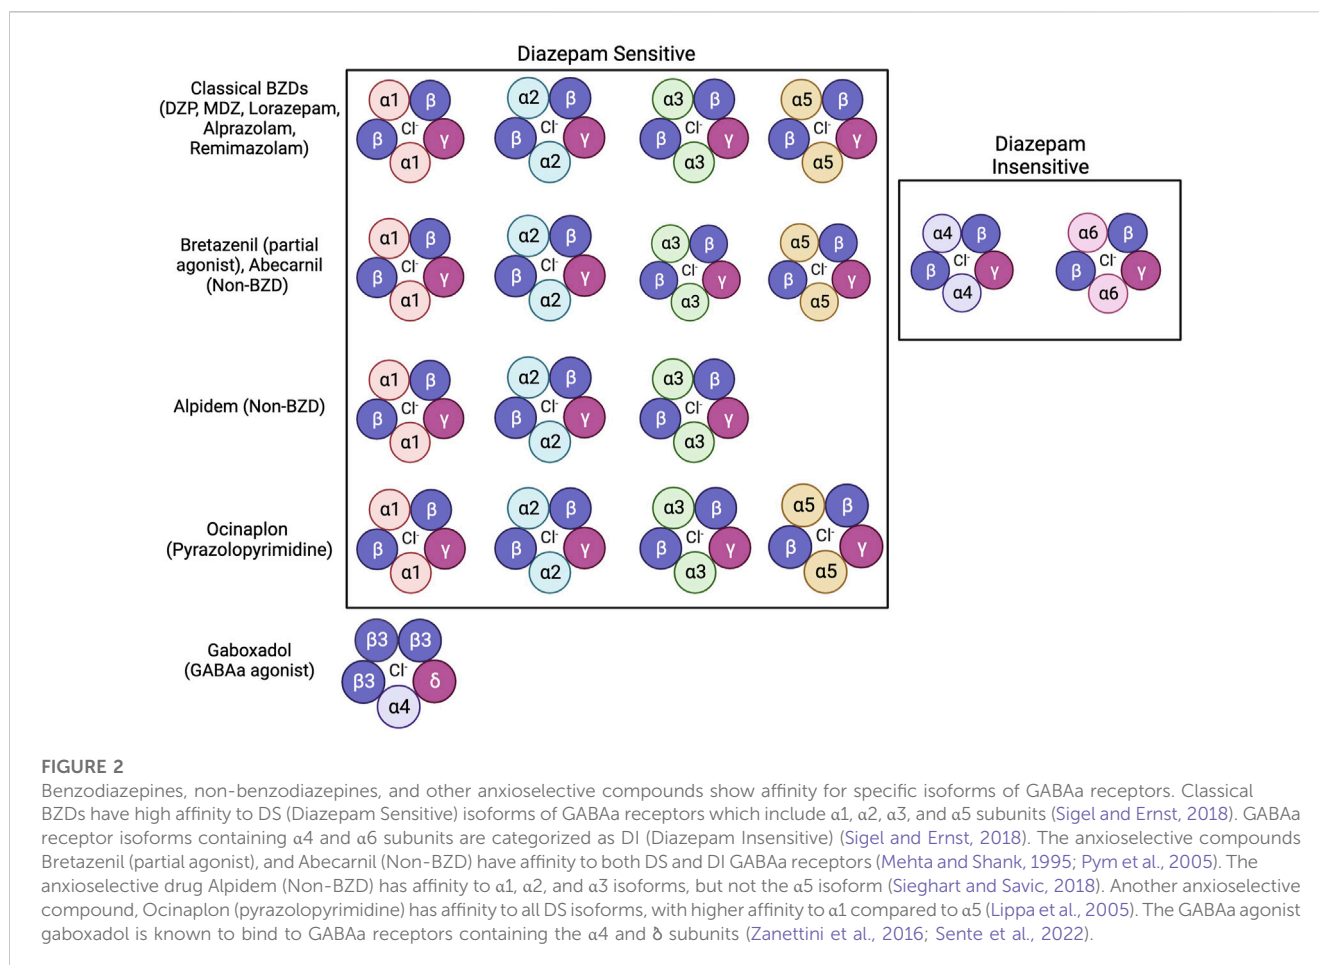 Diazepam Sensitive
Classical BZDs
(DZP, MDZ, Lorazepam,
Alprazolam,
Remimazolam)
α1 β
β Cl- γ
α1
α2 β
β Cl- γ
α2
α3 β
β Cl- γ
α3
α5 β
β Cl- γ
α5
Diazepam
Insensitive
α4 β
β Cl- γ
α4
α6 β
β Cl- γ
α6
Bretazenil (partial
agonist), Abecarnil
(Non-BZD)
α1 β
β Cl- γ
α1
α2 β
β Cl- γ
α2
α3 β
β Cl- γ
α3
α5 β
β Cl- γ
α5
Alpidem (Non-BZD)
α1 β
β Cl- γ
α1
α2 β
β Cl- γ
α2
α3 β
β Cl- γ
α3
Ocinaplon
(Pyrazolopyrimidine)
α1 β
β Cl- γ
α1
α2 β
β Cl- γ
α2
α3 β
β Cl- γ
α3
α5 β
β Cl- γ
α5
Gaboxadol
(GABAa agonist)
β3 β3
β3 Cl- δ
α4
FIGURE 2
Benzodiazepines, non-benzodiazepines, and other anxioselective compounds show affinity for specific isoforms of GABAa receptors. Classical
BZDs have high affinity to DS (Diazepam Sensitive) isoforms of GABAa receptors which include α1, α2, α3, and α5 subunits (Sigel and Ernst, 2018). GABAa
receptor isoforms containing α4 and α6 subunits are categorized as DI (Diazepam Insensitive) (Sigel and Ernst, 2018). The anxioselective compounds
Bretazenil (partial agonist), and Abecarnil (Non-BZD) have affinity to both DS and DI GABAa receptors (Mehta and Shank, 1995; Pym et al., 2005). The
anxioselective drug Alpidem (Non-BZD) has affinity to α1, α2, and α3 isoforms, but not the α5 isoform (Sieghart and Savic, 2018). Another anxioselective
compound, Ocinaplon (pyrazolopyrimidine) has affinity to all DS isoforms, with higher affinity to α1 compared to α5 (Lippa et al., 2005). The GABAa agonist
gaboxadol is known to bind to GABAa receptors containing the α4 and δ subunits (Zanettini et al., 2016; Sente et al., 2022).